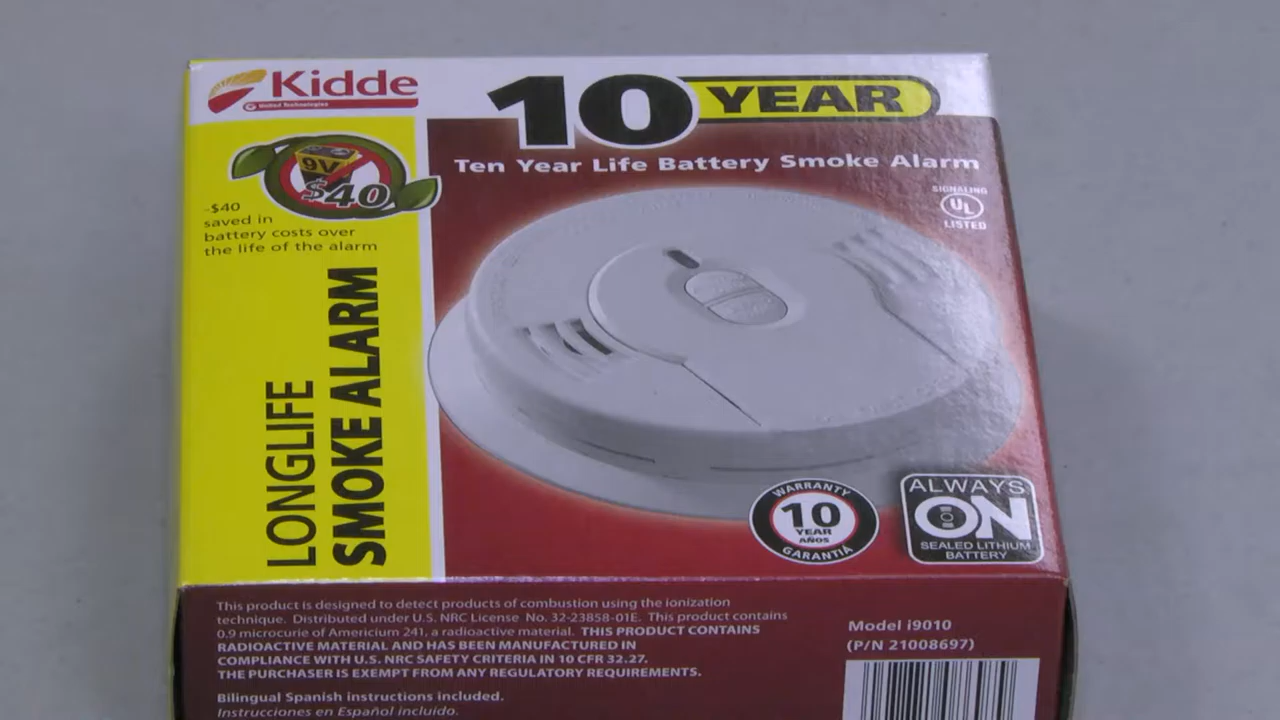 Kidde
United Technologies
10 YEAR
Ten Year Life Battery Smoke Alarm
9V
$40
-$40
saved in
battery costs over
the life of the alarm
SIGNALING
UL
LISTED
LONGLIFE
SMOKE ALARM
WARRANTY
10
YEAR
AÑOS
GARANTÍA
ALWAYS
ON
SEALED LITHIUM
BATTERY
This product is designed to detect products of combustion using the ionization
technique. Distributed under U.S. NRC License No. 32-23858-01E. This product contains
0.9 microcurie of Americium 241, a radioactive material. THIS PRODUCT CONTAINS
RADIOACTIVE MATERIAL AND HAS BEEN MANUFACTURED IN
COMPLIANCE WITH U.S. NRC SAFETY CRITERIA IN 10 CFR 32.27.
THE PURCHASER IS EXEMPT FROM ANY REGULATORY REQUIREMENTS.
Bilingual Spanish instructions included.
Instrucciones en Español incluido.
Model i9010
(P/N 21008697)